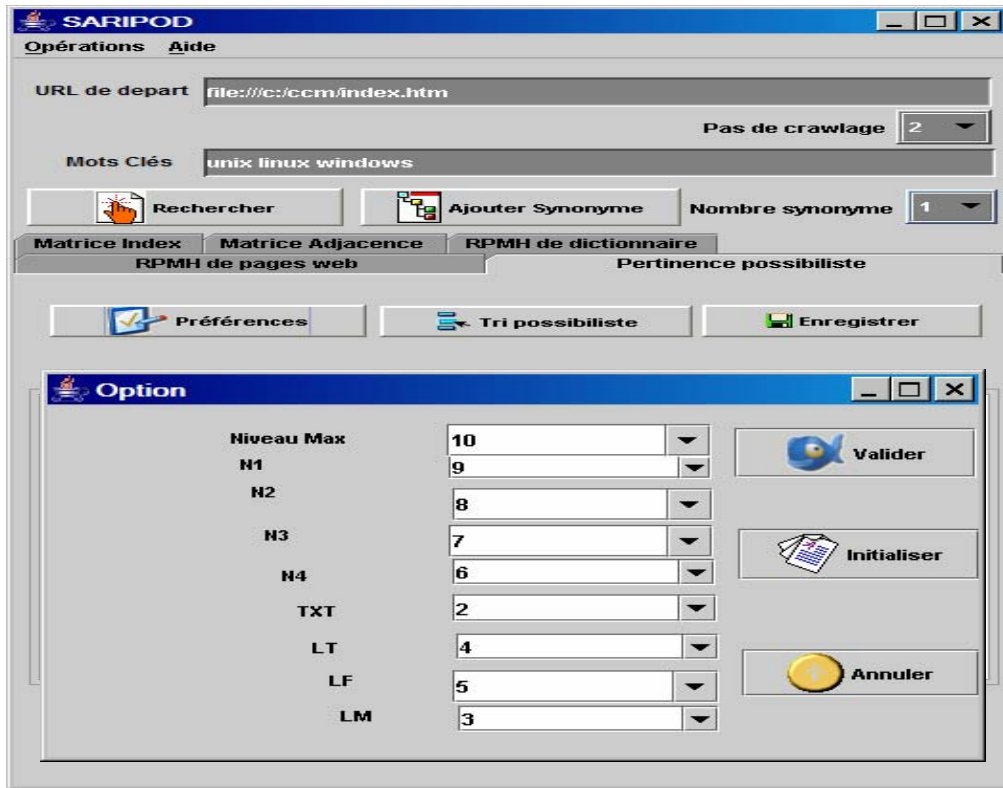 SARIPOD
Opérations Aide
URL de depart file:///c:/ccm/index.htm
Pas de crawlage 2
Mots Clés unix linux windows
Rechercher Ajouter Synonyme Nombre synonyme 1
Matrice Index Matrice Adjacence RPMH de dictionnaire
RPMH de pages web Pertinence possibiliste
Préférences Tri possibiliste Enregistrer
Option
Niveau Max 10 Valider
N1 9
N2 8
N3 7 Initialiser
N4 6
TXT 2
LT 4
LF 5 Annuler
LM 3